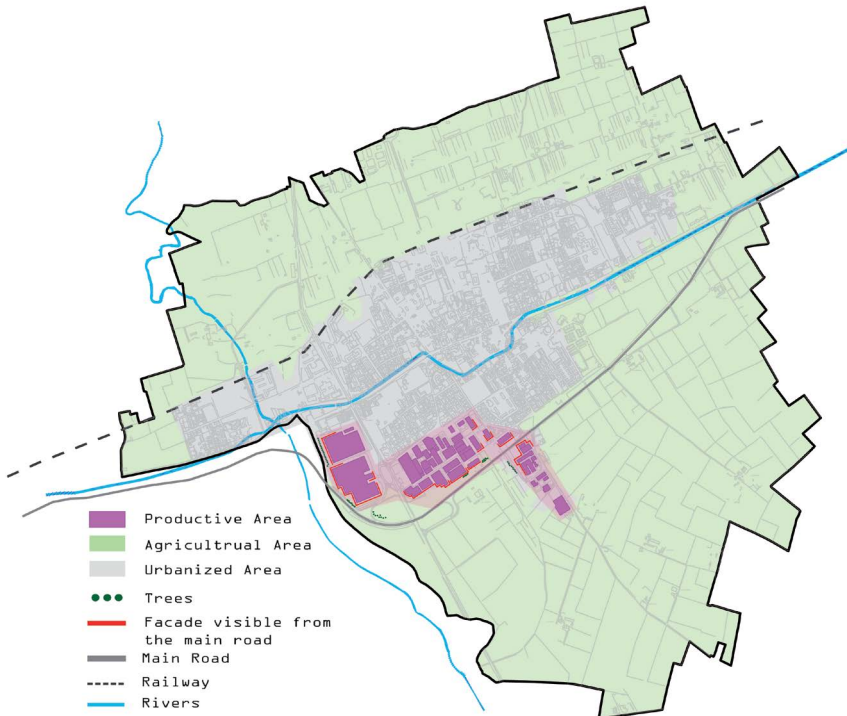 Productive Area
Agricultrual Area
Urbanized Area
Trees
Facade visible from
the main road
Main Road
Railway
Rivers